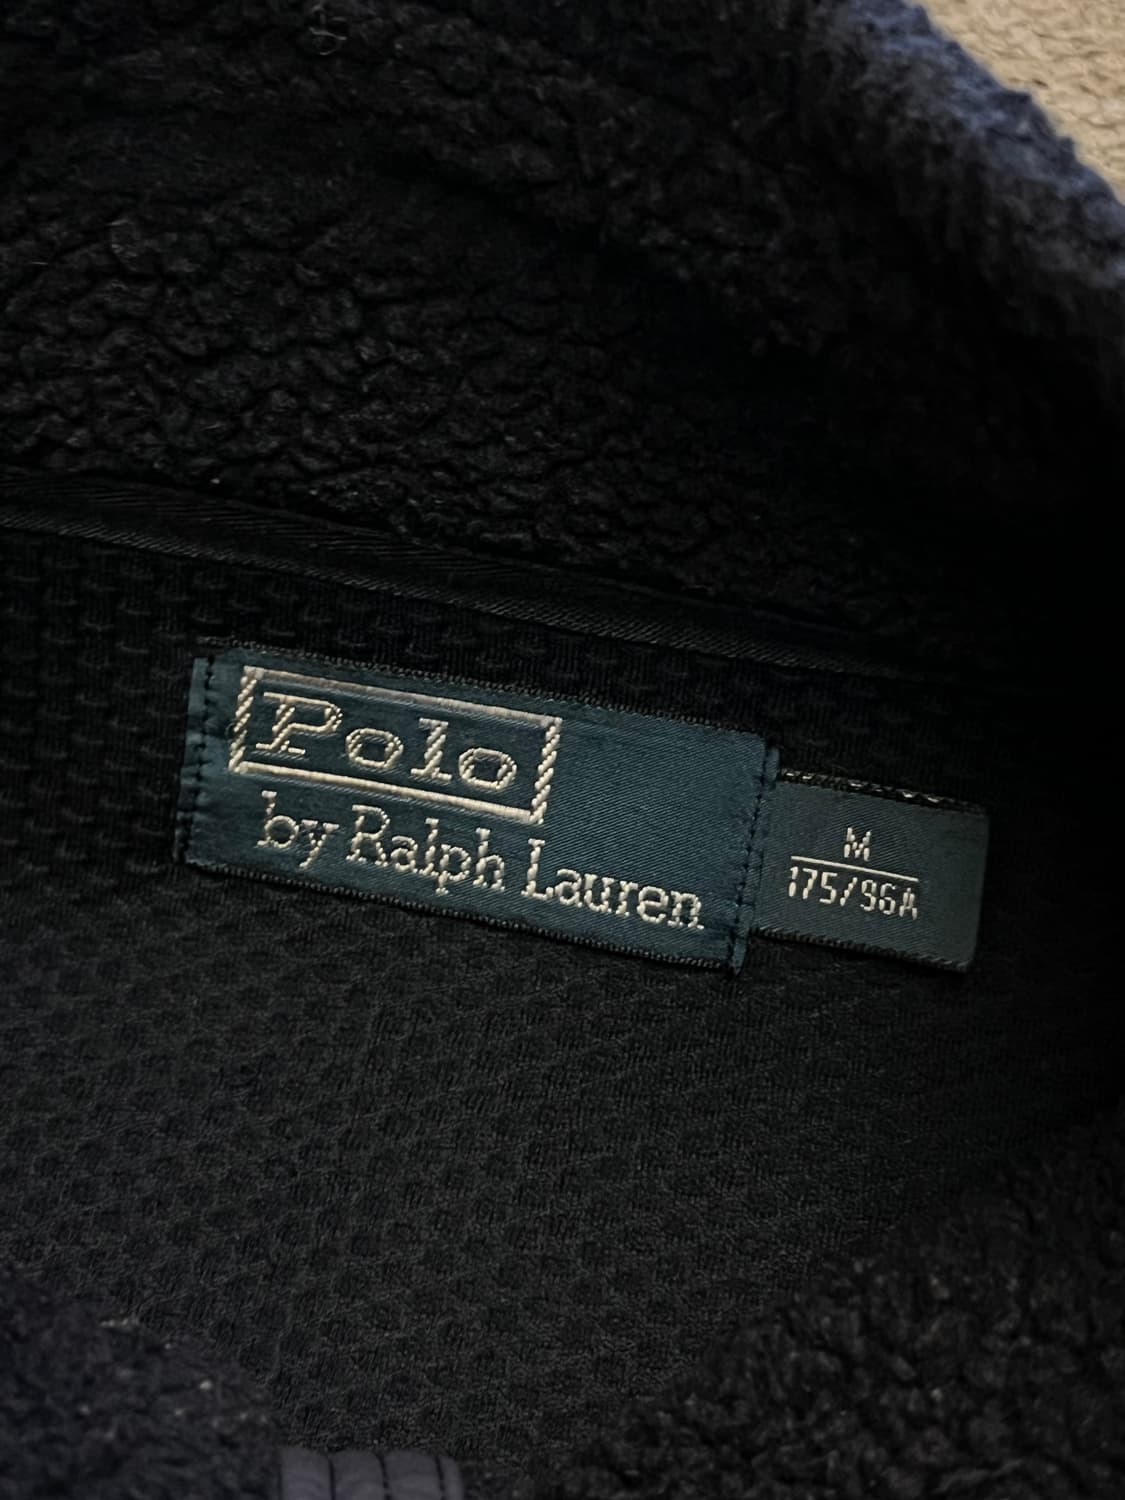 Polo
by Ralph Lauren
M
175/96A